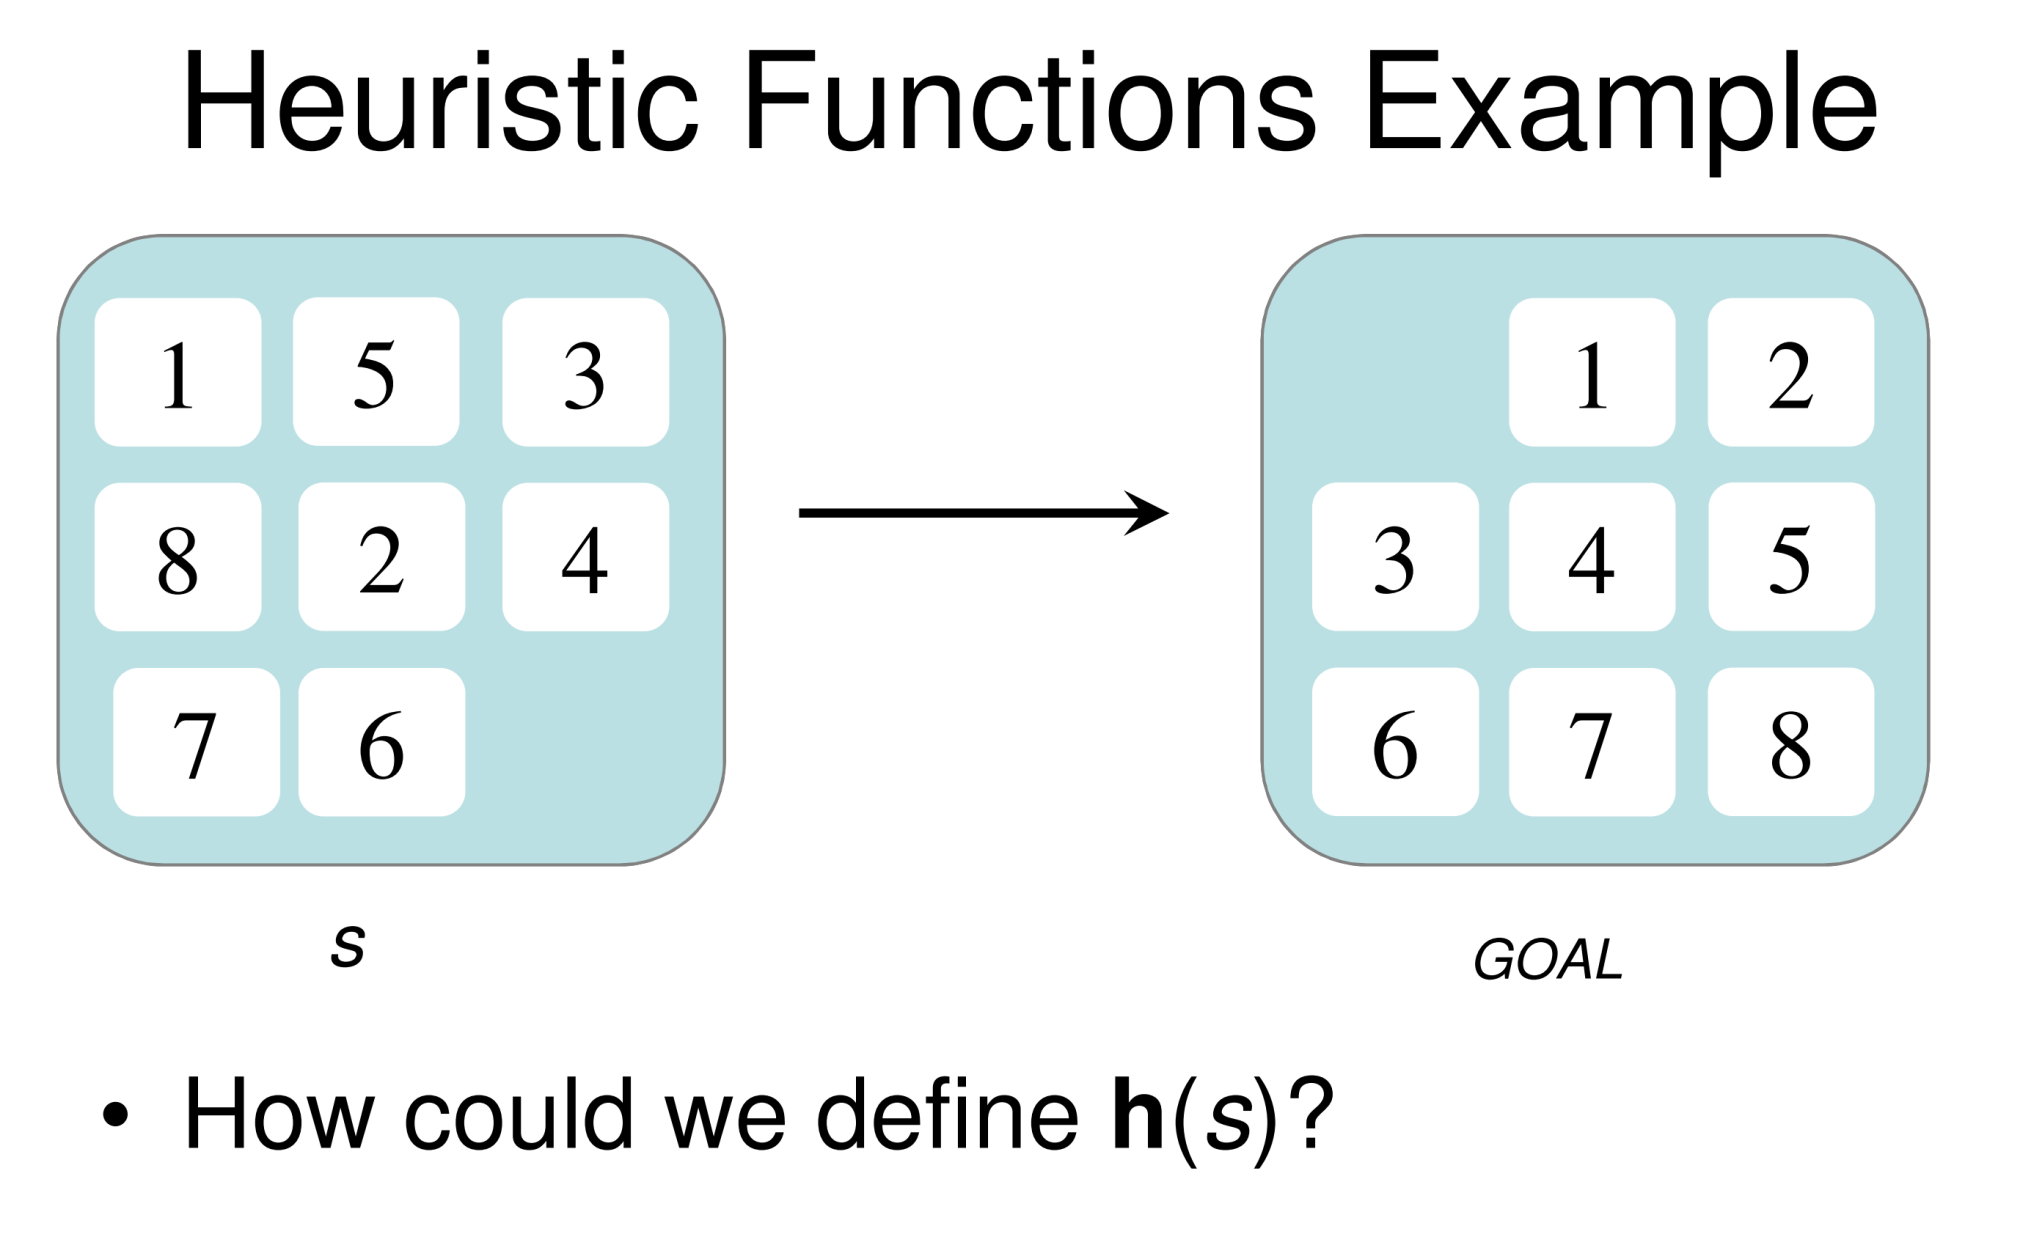 Heuristic Functions Example
1 5 3
8 2 4
7 6
1 2
3 4 5
6 7 8
s
GOAL
• How could we define h(s)?